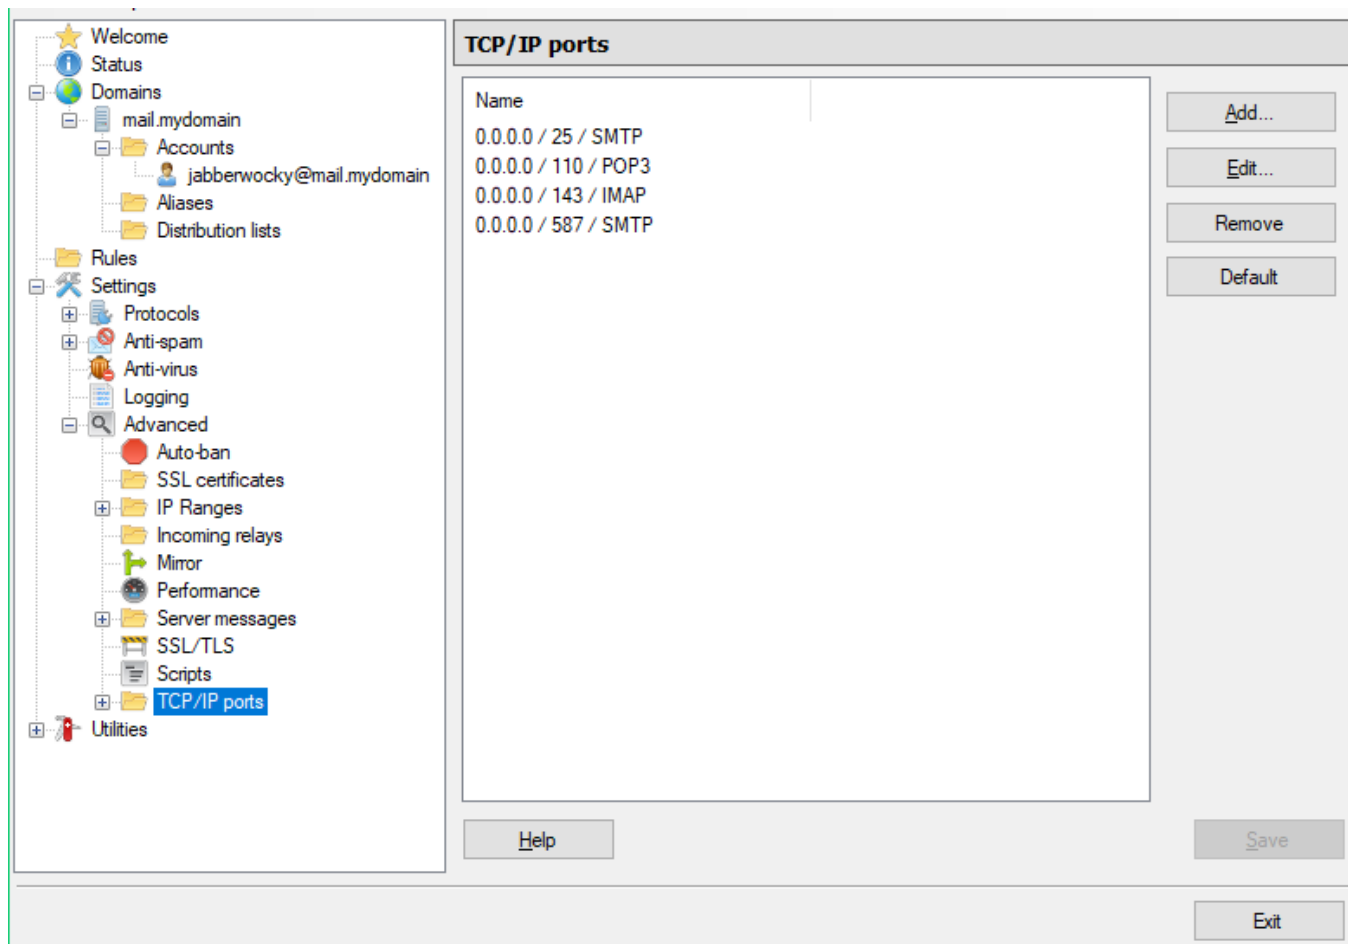 Welcome
Status
Domains
mail.mydomain
Accounts
jabberwocky@mail.mydomain
Aliases
Distribution lists
Rules
Settings
Protocols
Anti-spam
Anti-virus
Logging
Advanced
Auto-ban
SSL certificates
IP Ranges
Incoming relays
Mirror
Performance
Server messages
SSL/TLS
Scripts
TCP/IP ports
Utilities
TCP/IP ports
Name
0.0.0.0 / 25 / SMTP
0.0.0.0 / 110 / POP3
0.0.0.0 / 143 / IMAP
0.0.0.0 / 587 / SMTP
Add...
Edit...
Remove
Default
Help
Save
Exit